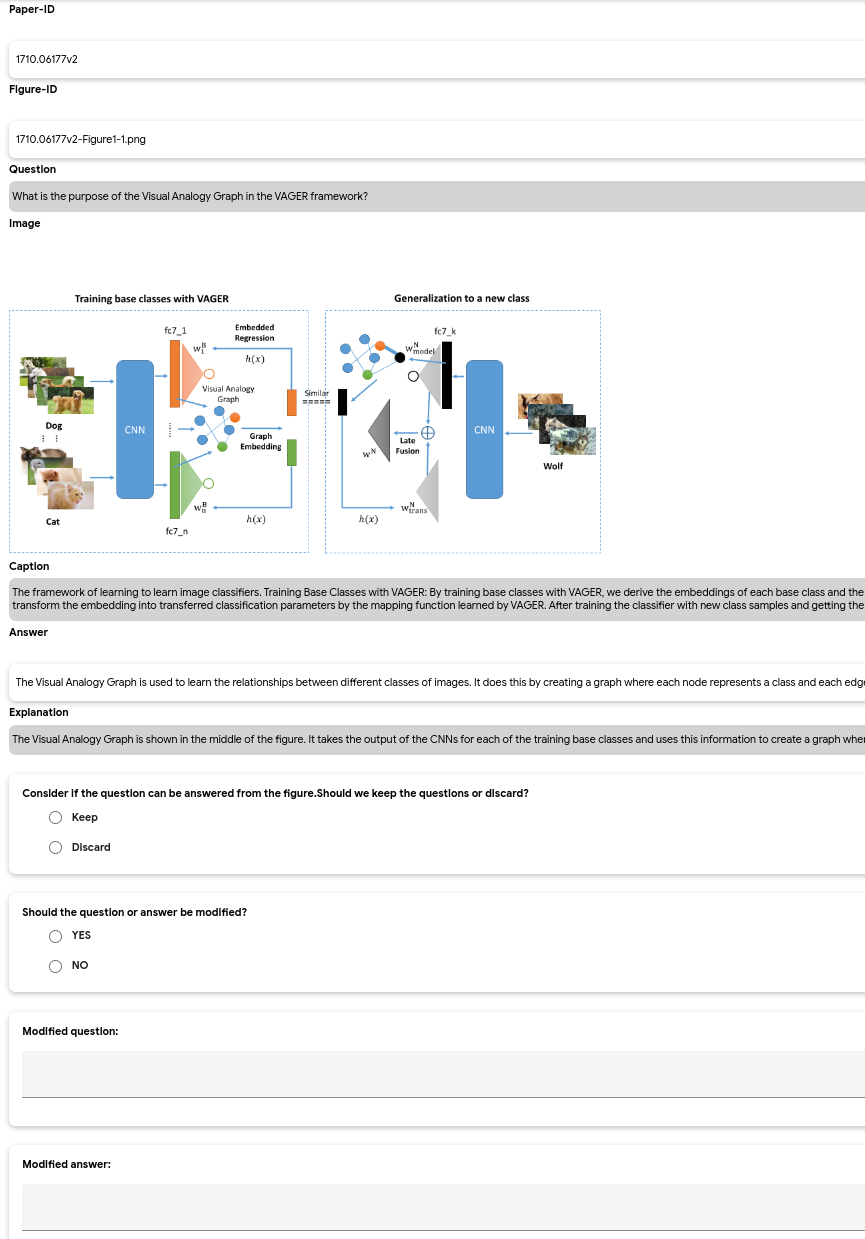 Paper-ID
1710.06177v2
Figure-ID
1710.06177v2-Figure1-1.png
Question
What is the purpose of the Visual Analogy Graph in the VAGER framework?
Image
Training base classes with VAGER
Generalization to a new class
fc7_1
Embedded
Regression
w₁ᴮ
h(x)
Visual Analogy
Graph
Dog
CNN
Graph
Embedding
Cat
wₙᴮ
h(x)
fc7_n
Similar
=====
fc7_k
wᴺmodel
CNN
Late
Fusion
wᴺ
Wolf
wᴺtrans
h(x)
Caption
The framework of learning to learn image classifiers. Training Base Classes with VAGER: By training base classes with VAGER, we derive the embeddings of each base class and the
transform the embedding into transferred classification parameters by the mapping function learned by VAGER. After training the classifier with new class samples and getting the
Answer
The Visual Analogy Graph is used to learn the relationships between different classes of images. It does this by creating a graph where each node represents a class and each edge
Explanation
The Visual Analogy Graph is shown in the middle of the figure. It takes the output of the CNNs for each of the training base classes and uses this information to create a graph wher
Consider if the question can be answered from the figure.Should we keep the questions or discard?
Keep
Discard
Should the question or answer be modified?
YES
NO
Modified question:
Modified answer: